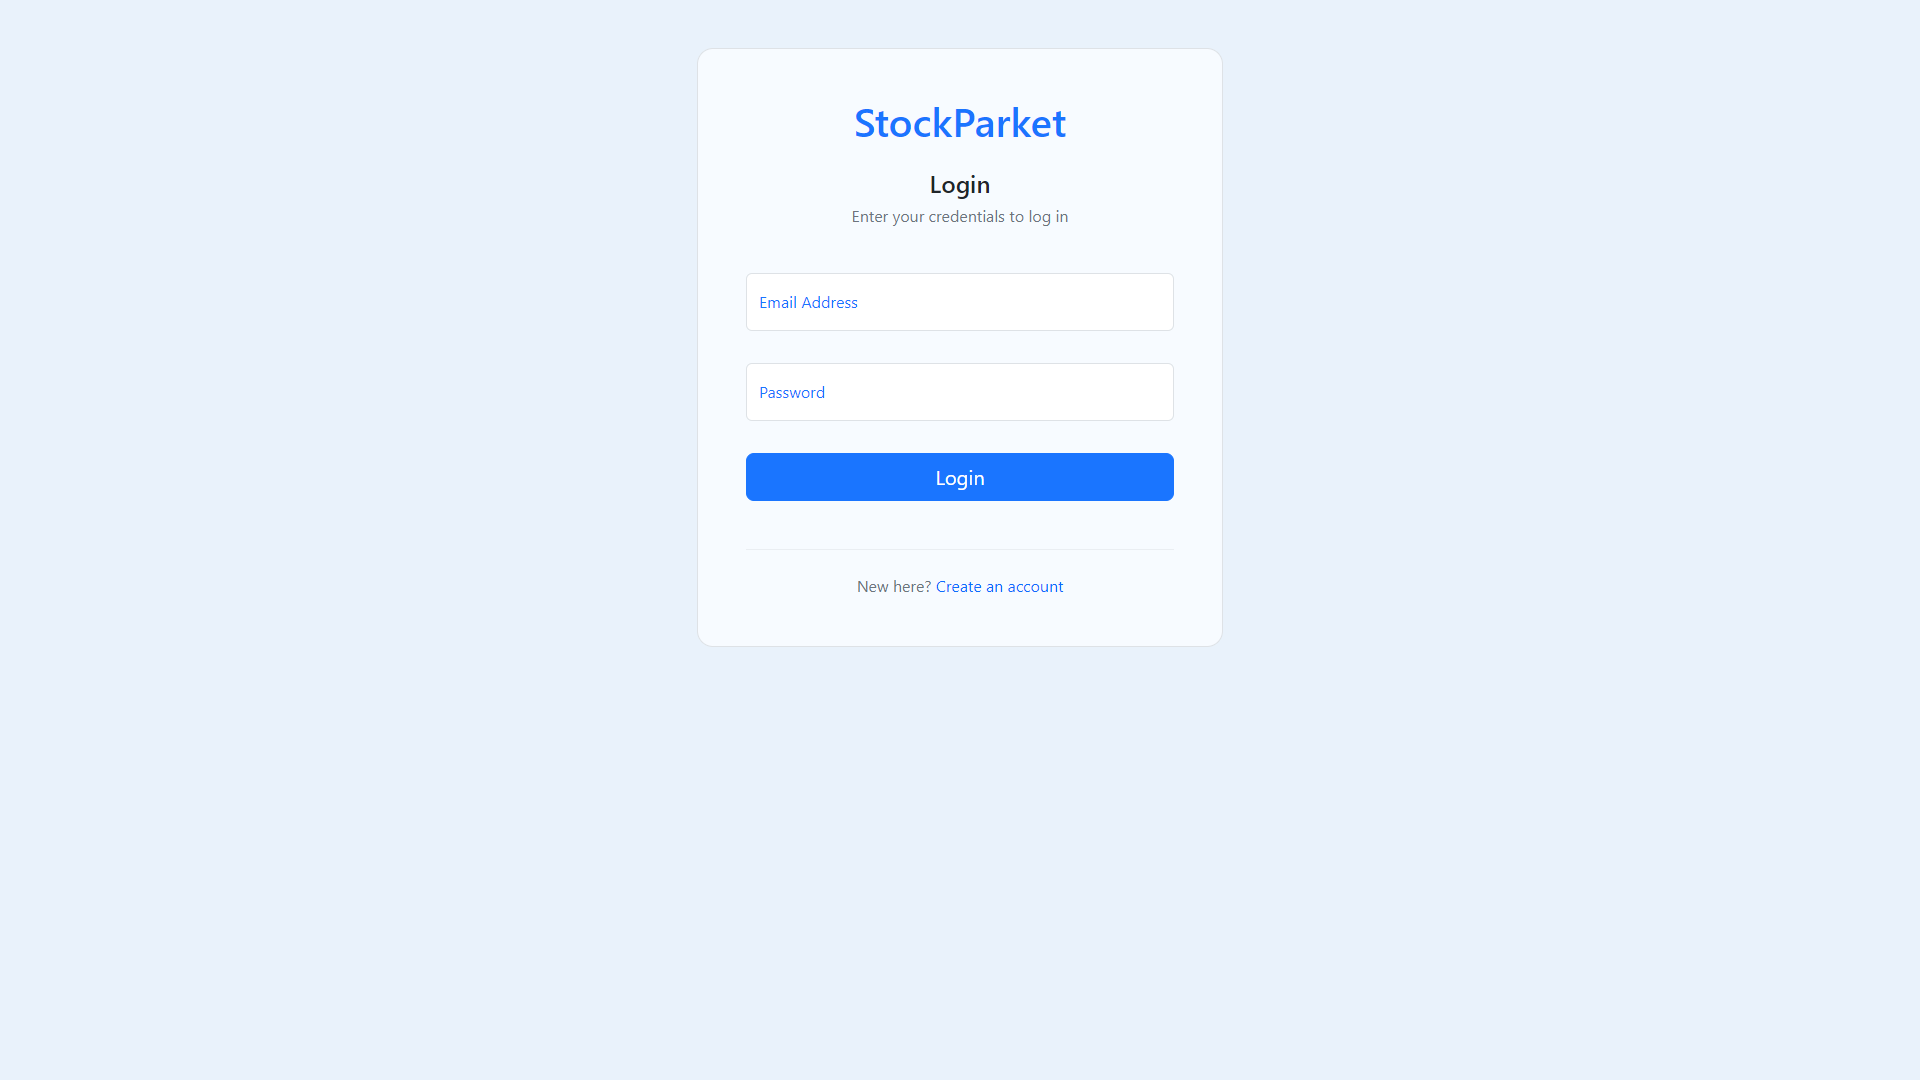 StockParket
Login
Enter your credentials to log in
Email Address
Password
Login
New here? Create an account